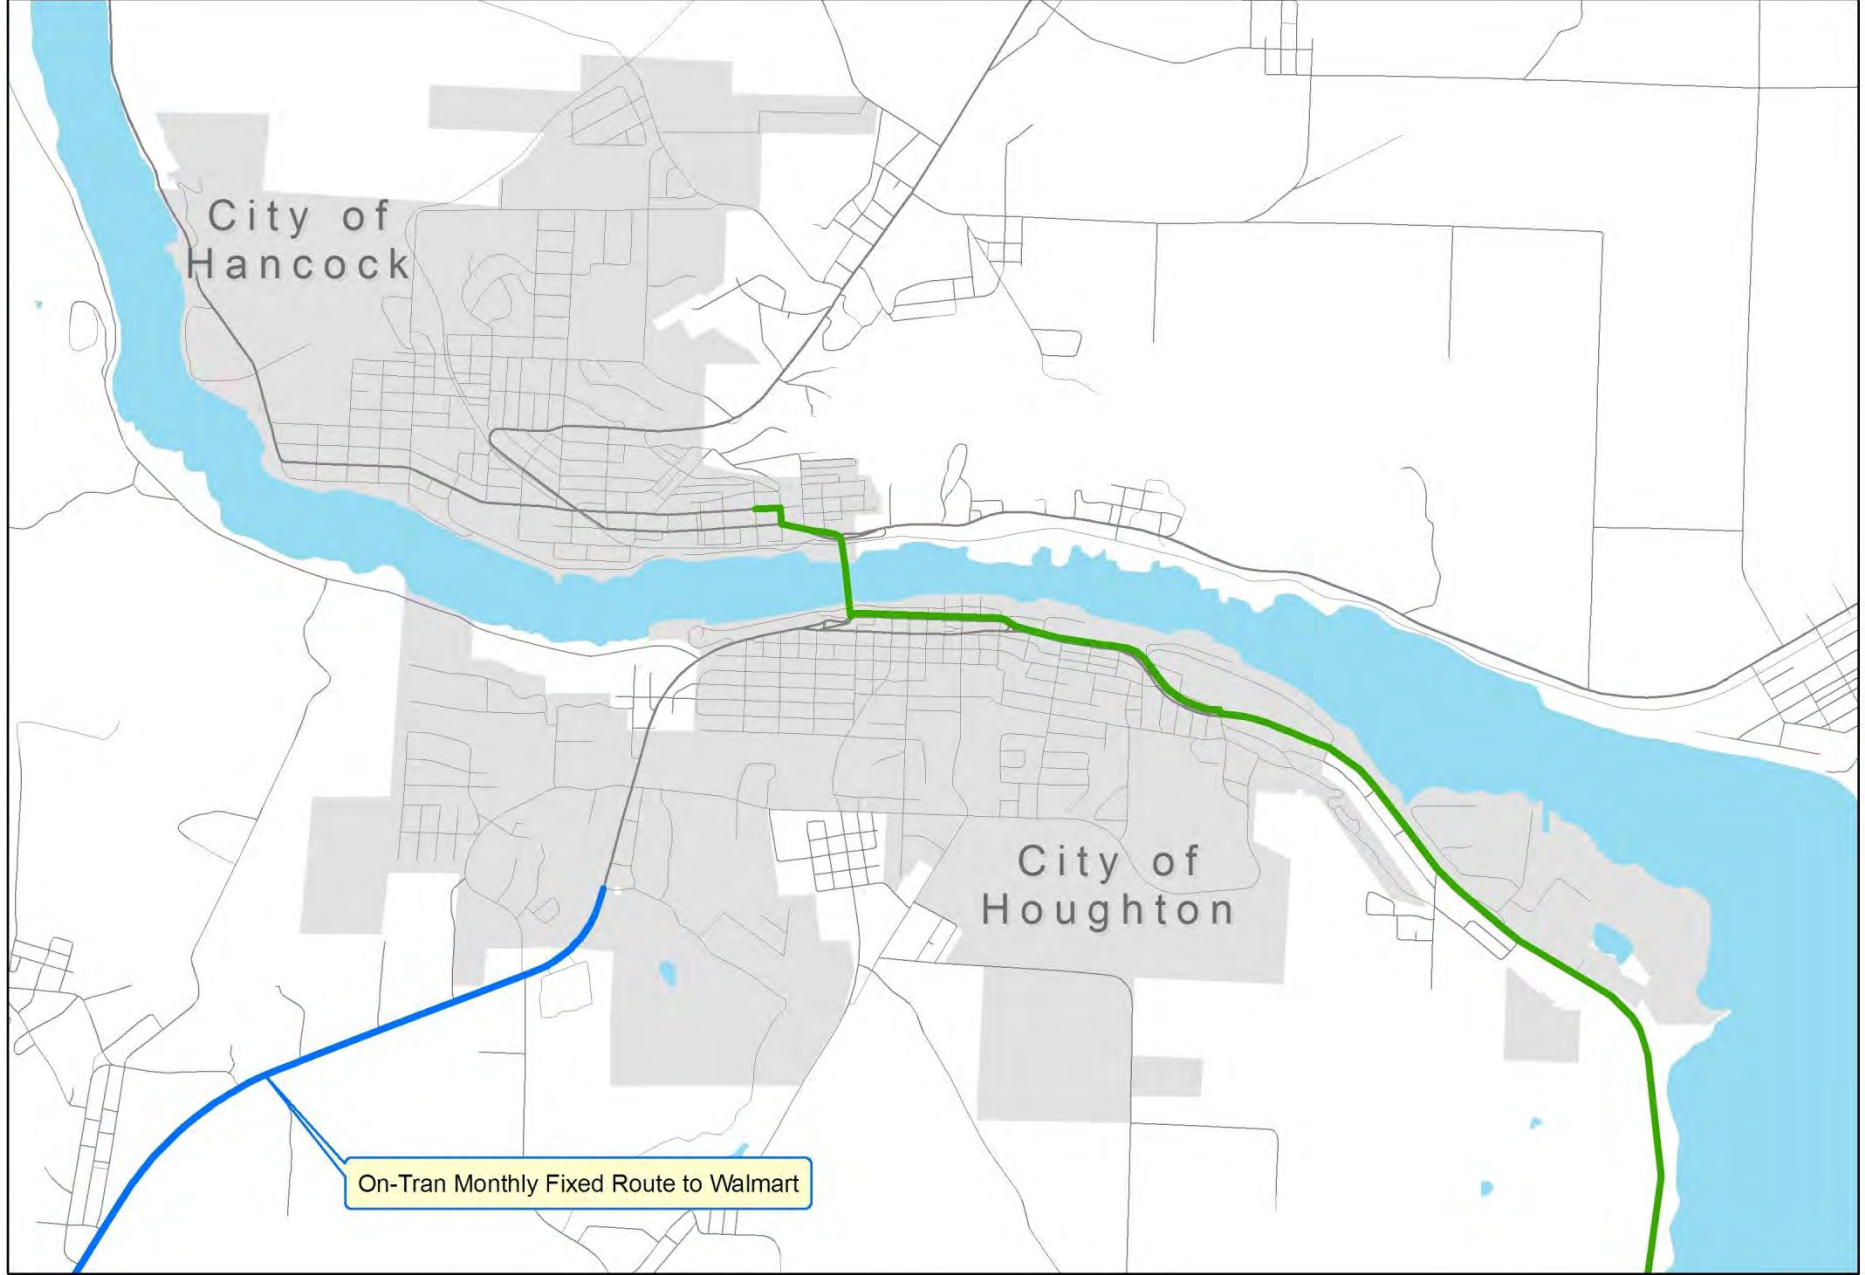 City of
Hancock
City of
Houghton
On-Tran Monthly Fixed Route to Walmart